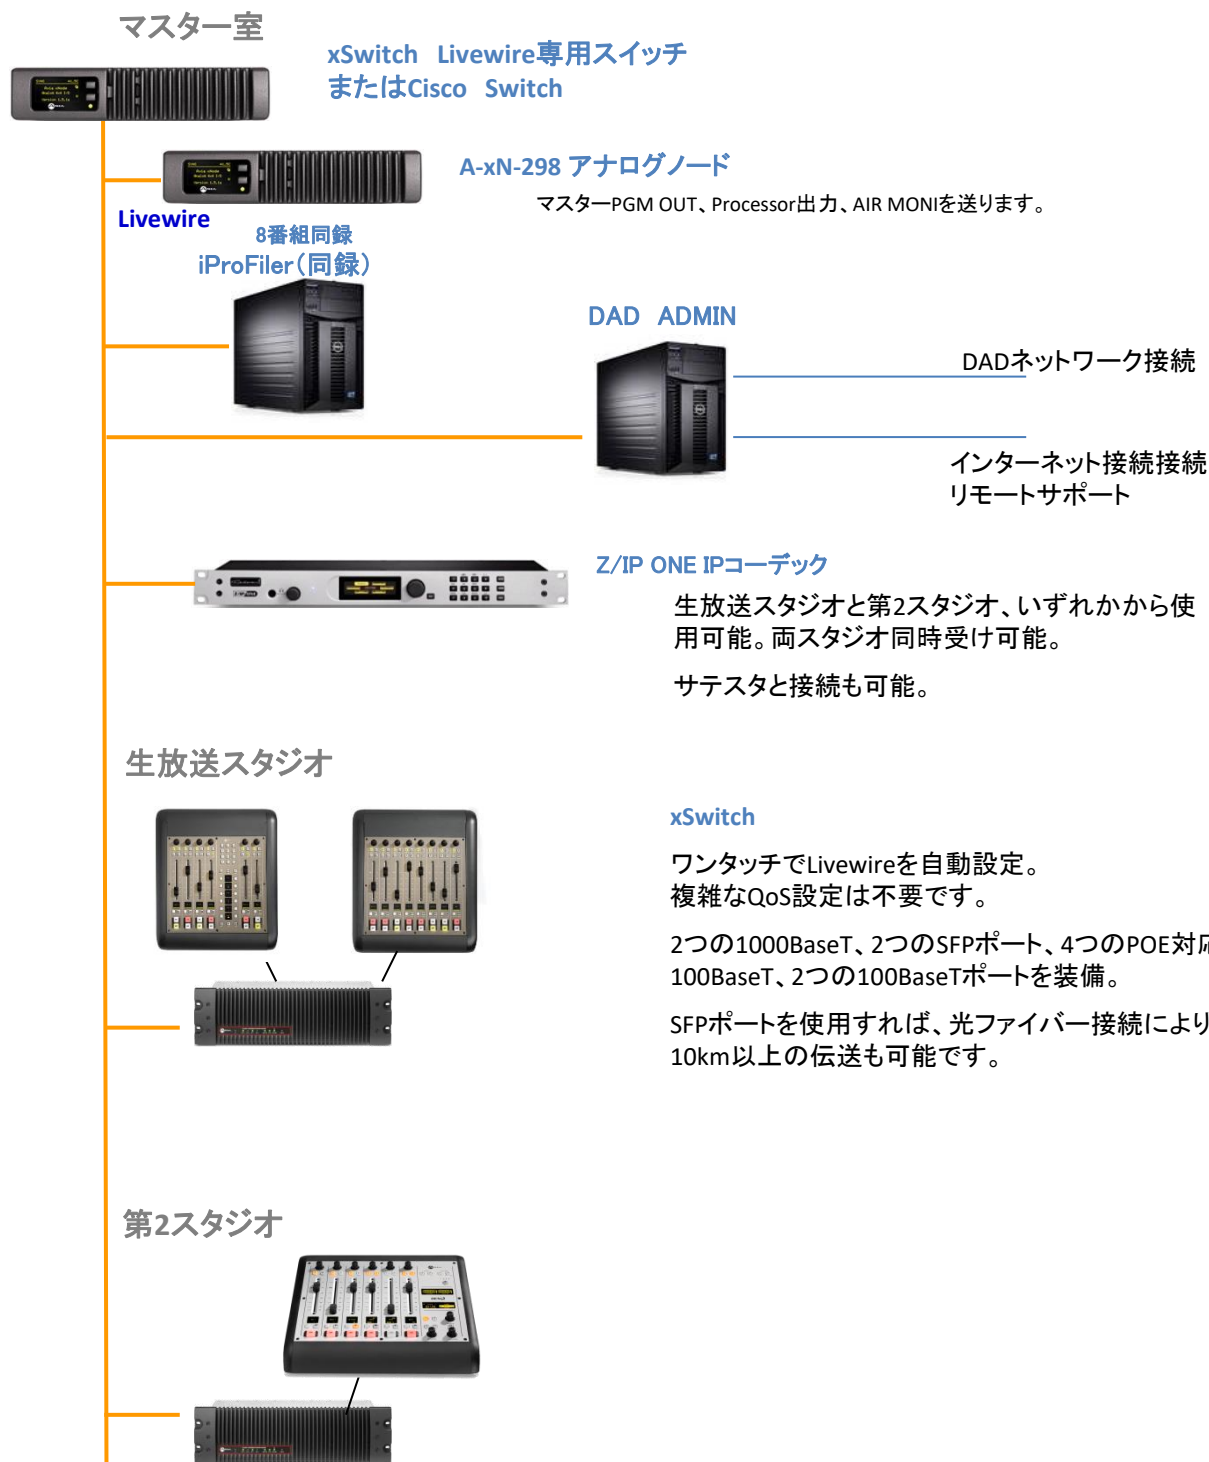 マスター室
xSwitch Livewire専用スイッチ
またはCisco Switch
A-xN-298 アナログノード
マスターPGM OUT、Processor出力、AIR MONIを送ります。
Livewire
8番組同録
iProFiler(同録)
DAD ADMIN
DADネットワーク接続
インターネット接続接続
リモートサポート
Z/IP ONE IPコーデック
生放送スタジオと第2スタジオ、いずれかから使
用可能。両スタジオ同時受け可能。
サテスタと接続も可能。
生放送スタジオ
xSwitch
ワンタッチでLivewireを自動設定。
複雑なQoS設定は不要です。
2つの1000BaseT、2つのSFPポート、4つのPOE対応
100BaseT、2つの100BaseTポートを装備。
SFPポートを使用すれば、光ファイバー接続により
10km以上の伝送も可能です。
第2スタジオ